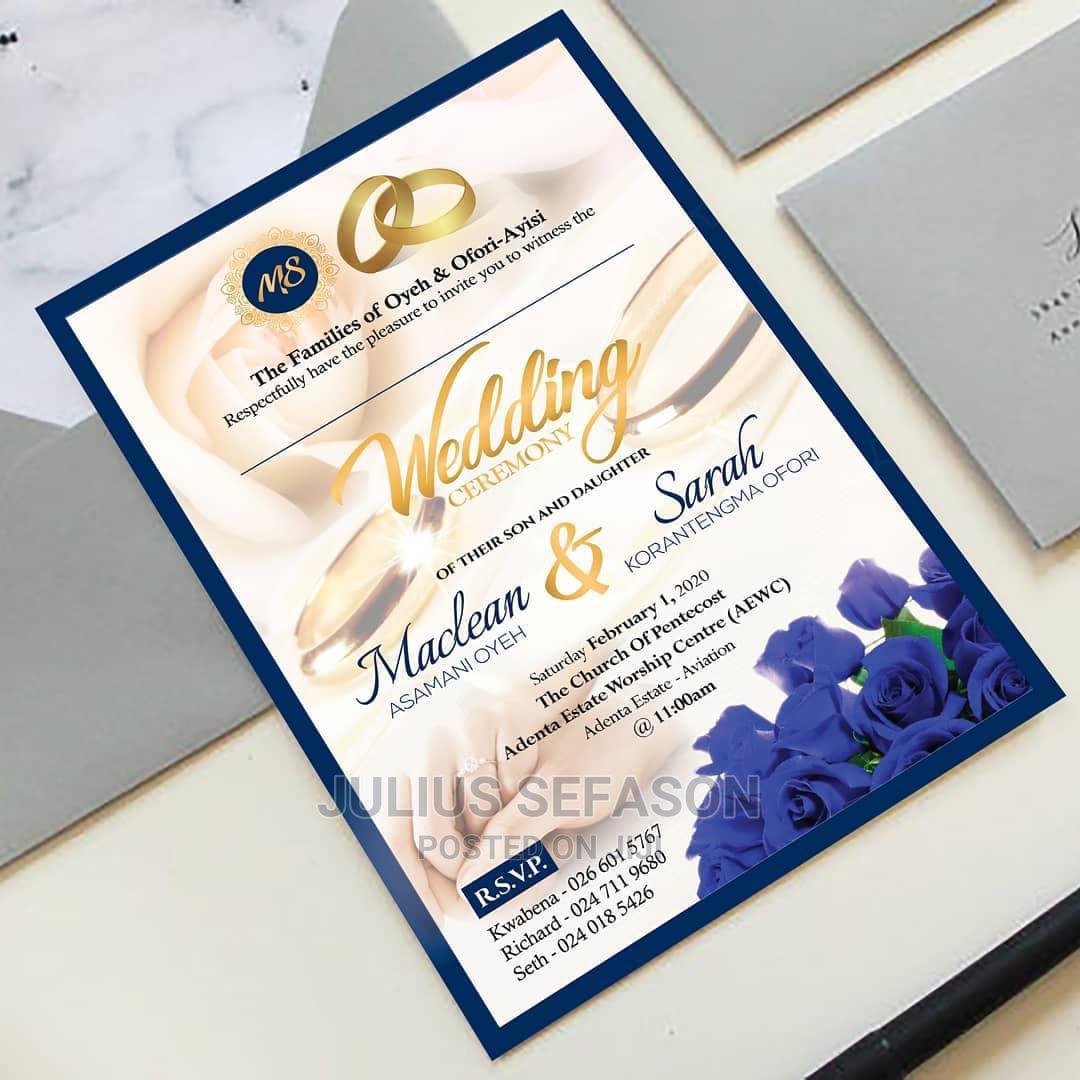 MS
The Families of Oyeh & Ofori-Ayisi
Respectfully have the pleasure to invite you to witness the
Wedding
CEREMONY
OF THEIR SON AND DAUGHTER
Maclean
ASAMANI OYEH
&
Sarah
KORANTENGMA OFORI
Saturday February 1, 2020
The Church Of Pentecost
Adenta Estate Worship Centre (AEWC)
Adenta Estate - Aviation
@ 11:00am
JULIUS SEFASON
POSTED ON JIJI
R.S.V.P.
Kwabena - 026 601 5767
Richard - 024 711 9680
Seth - 024 018 5426